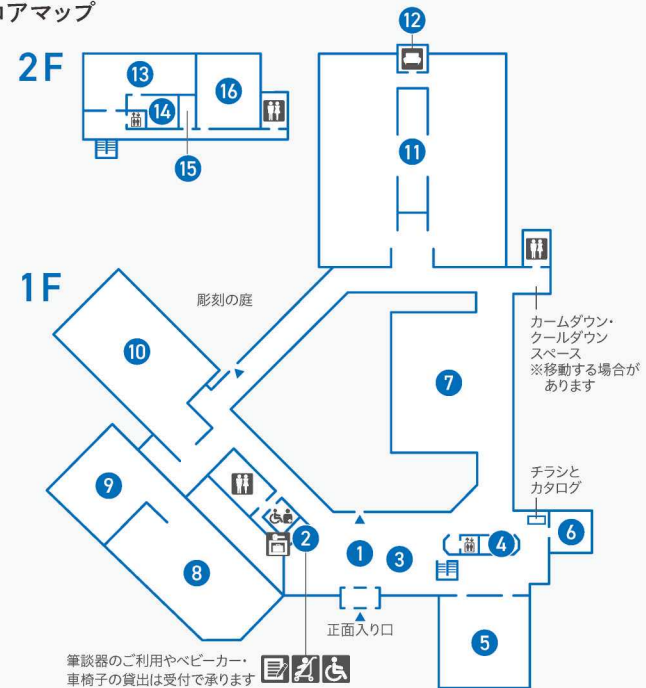 ロアマップ
2F
12
13
16
14
15
11
1F
彫刻の庭
10
カームダウン・
クールダウン
スペース
※移動する場合が
あります
7
9
チラシと
カタログ
2
1
3
4
6
8
正面入り口
5
筆談器のご利用やベビーカー・
車椅子の貸出は受付で承ります